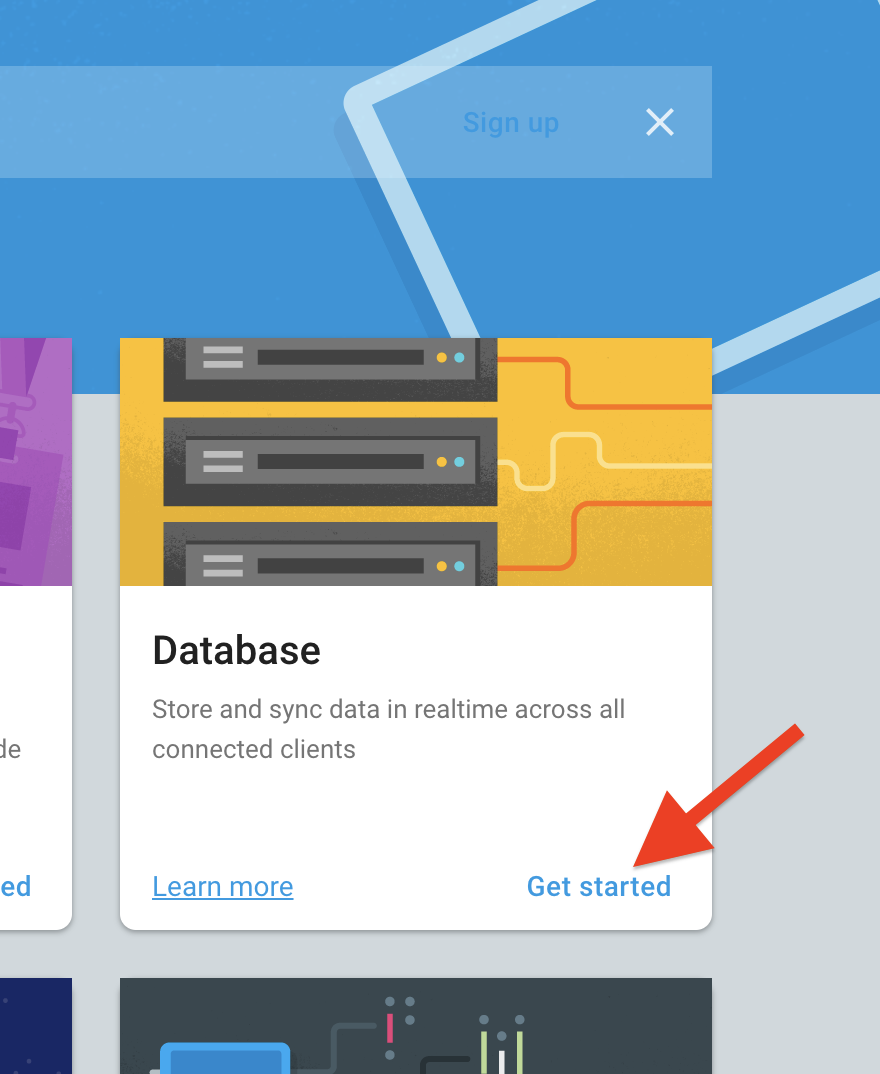 Sign up
Database
Store and sync data in realtime across all
connected clients
de
ed
Learn more
Get started